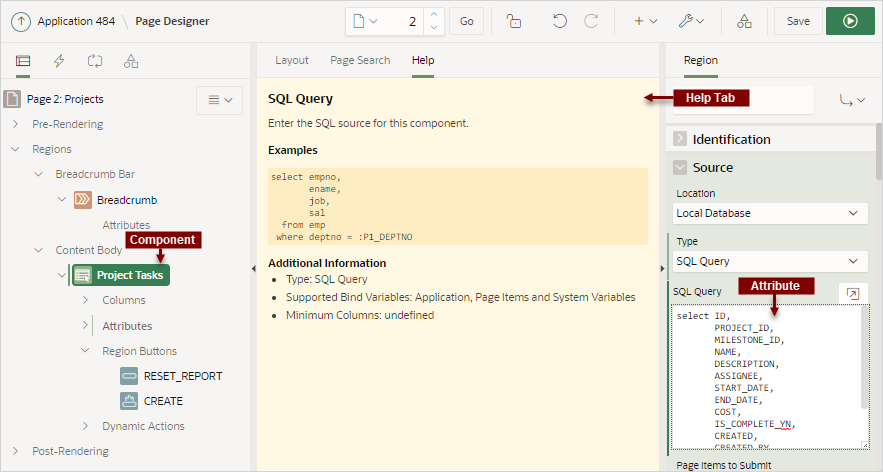 Application 484 \ Page Designer
2
Go
Save
Page 2: Projects
Pre-Rendering
Regions
Breadcrumb Bar
Breadcrumb
Attributes
Component
Content Body
Project Tasks
Columns
Attributes
Region Buttons
RESET_REPORT
CREATE
Dynamic Actions
Post-Rendering
Layout
Page Search
Help
SQL Query
Help Tab
Enter the SQL source for this component.
Examples
select empno,
ename,
job,
sal
from emp
where deptno = :P1_DEPTNO
Additional Information
• Type: SQL Query
• Supported Bind Variables: Application, Page Items and System Variables
• Minimum Columns: undefined
Region
Identification
Source
Location
Local Database
Type
SQL Query
SQL Query
Attribute
select ID,
PROJECT_ID,
MILESTONE_ID,
NAME,
DESCRIPTION,
ASSIGNEE,
START_DATE,
END_DATE,
COST,
IS_COMPLETE_YN,
CREATED,
CREATED_BY
Page Items to Submit